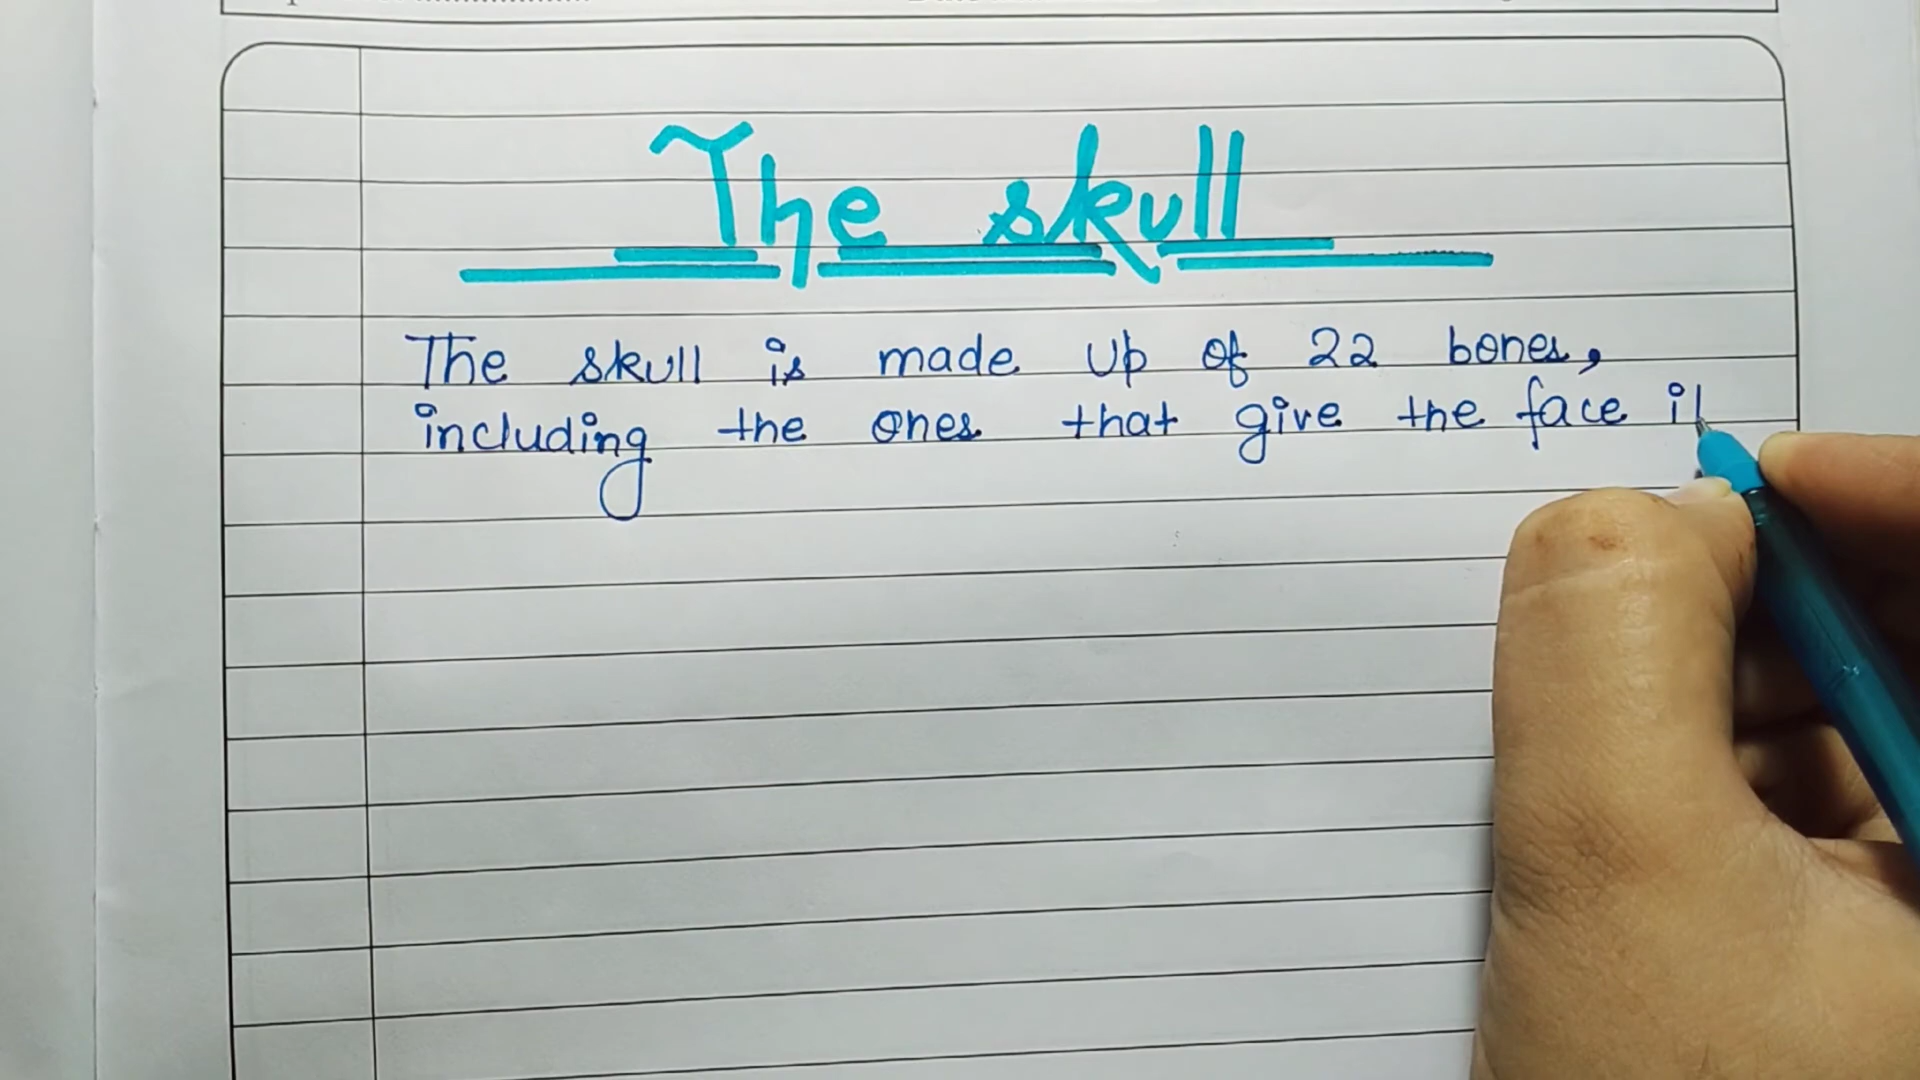 The skull
The skull is made up of 22 bones,
including the ones that give the face